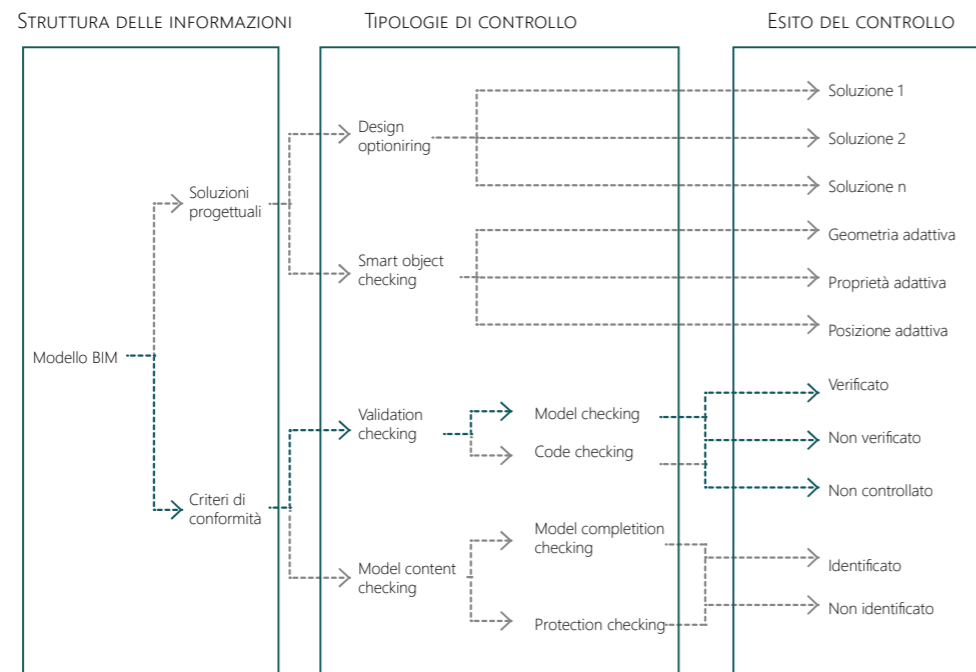 STRUTTURA DELLE INFORMAZIONI
TIPOLOGIE DI CONTROLLO
ESITO DEL CONTROLLO
Modello BIM
Soluzioni
progettuali
Criteri di
conformità
Design
optioniring
Smart object
checking
Validation
checking
Model checking
Code checking
Model content
checking
Model completition
checking
Protection checking
Soluzione 1
Soluzione 2
Soluzione n
Geometria adattiva
Proprietà adattiva
Posizione adattiva
Verificato
Non verificato
Non controllato
Identificato
Non identificato